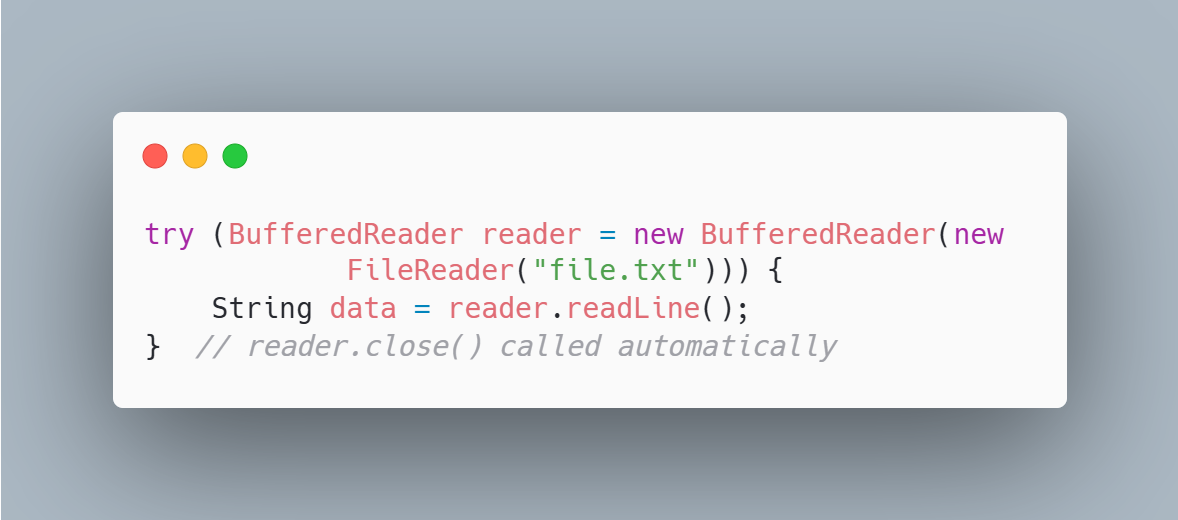 try (BufferedReader reader = new BufferedReader(new
            FileReader("file.txt"))) {
    String data = reader.readLine();
}  // reader.close() called automatically